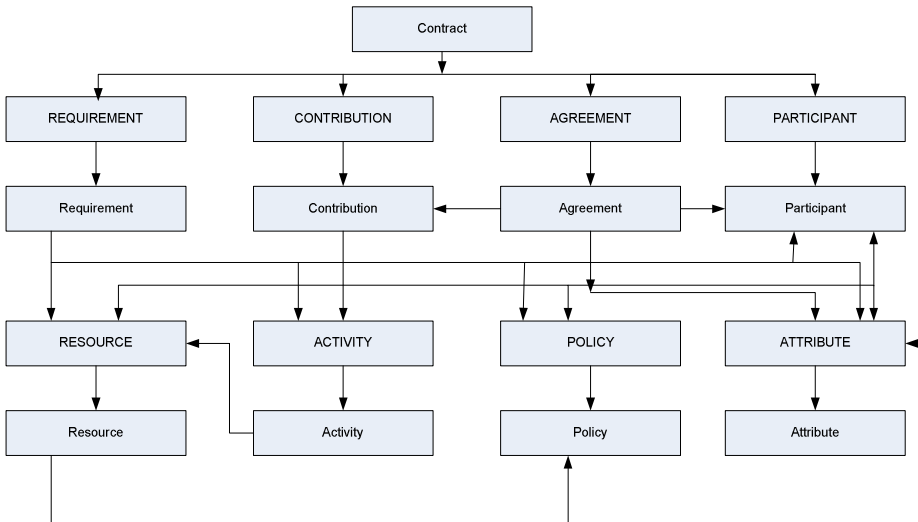 Contract
REQUIREMENT
CONTRIBUTION
AGREEMENT
PARTICIPANT
Requirement
Contribution
Agreement
Participant
RESOURCE
ACTIVITY
POLICY
ATTRIBUTE
Resource
Activity
Policy
Attribute